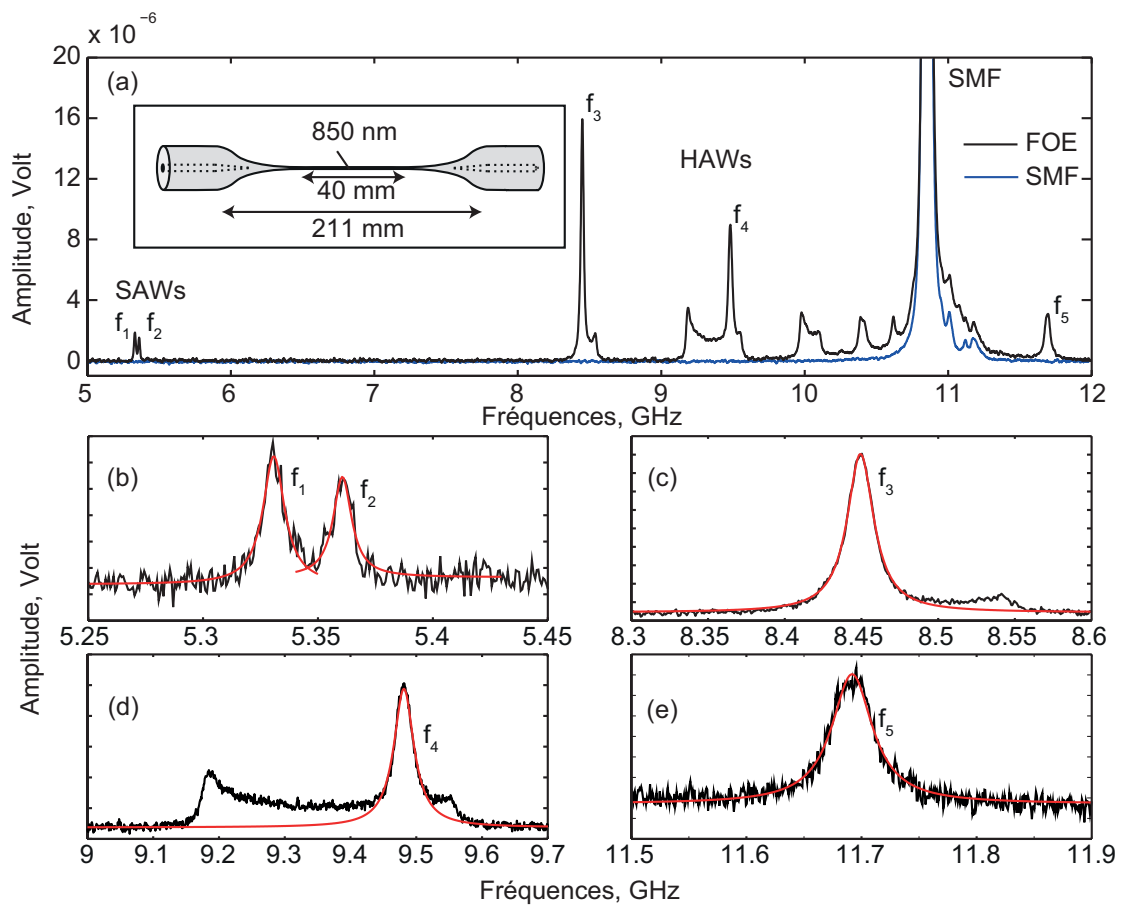 x 10⁻⁶
20
16
12
8
4
0
Amplitude, Volt
(a)
850 nm
40 mm
211 mm
SAWs
f₁ f₂
f₃
HAWs
f₄
SMF
FOE
SMF
f₅
5 6 7 8 9 10 11 12
Fréquences, GHz
(b)
f₁
f₂
5.25 5.33 5.36 5.44 5.45
(c)
f₃
8.3 8.35 8.4 8.45 8.5 8.55 8.6
Amplitude, Volt
(d)
f₄
9 9.1 9.2 9.3 9.4 9.5 9.6 9.7
(e)
f₅
11.5 11.6 11.7 11.8 11.9
Fréquences, GHz